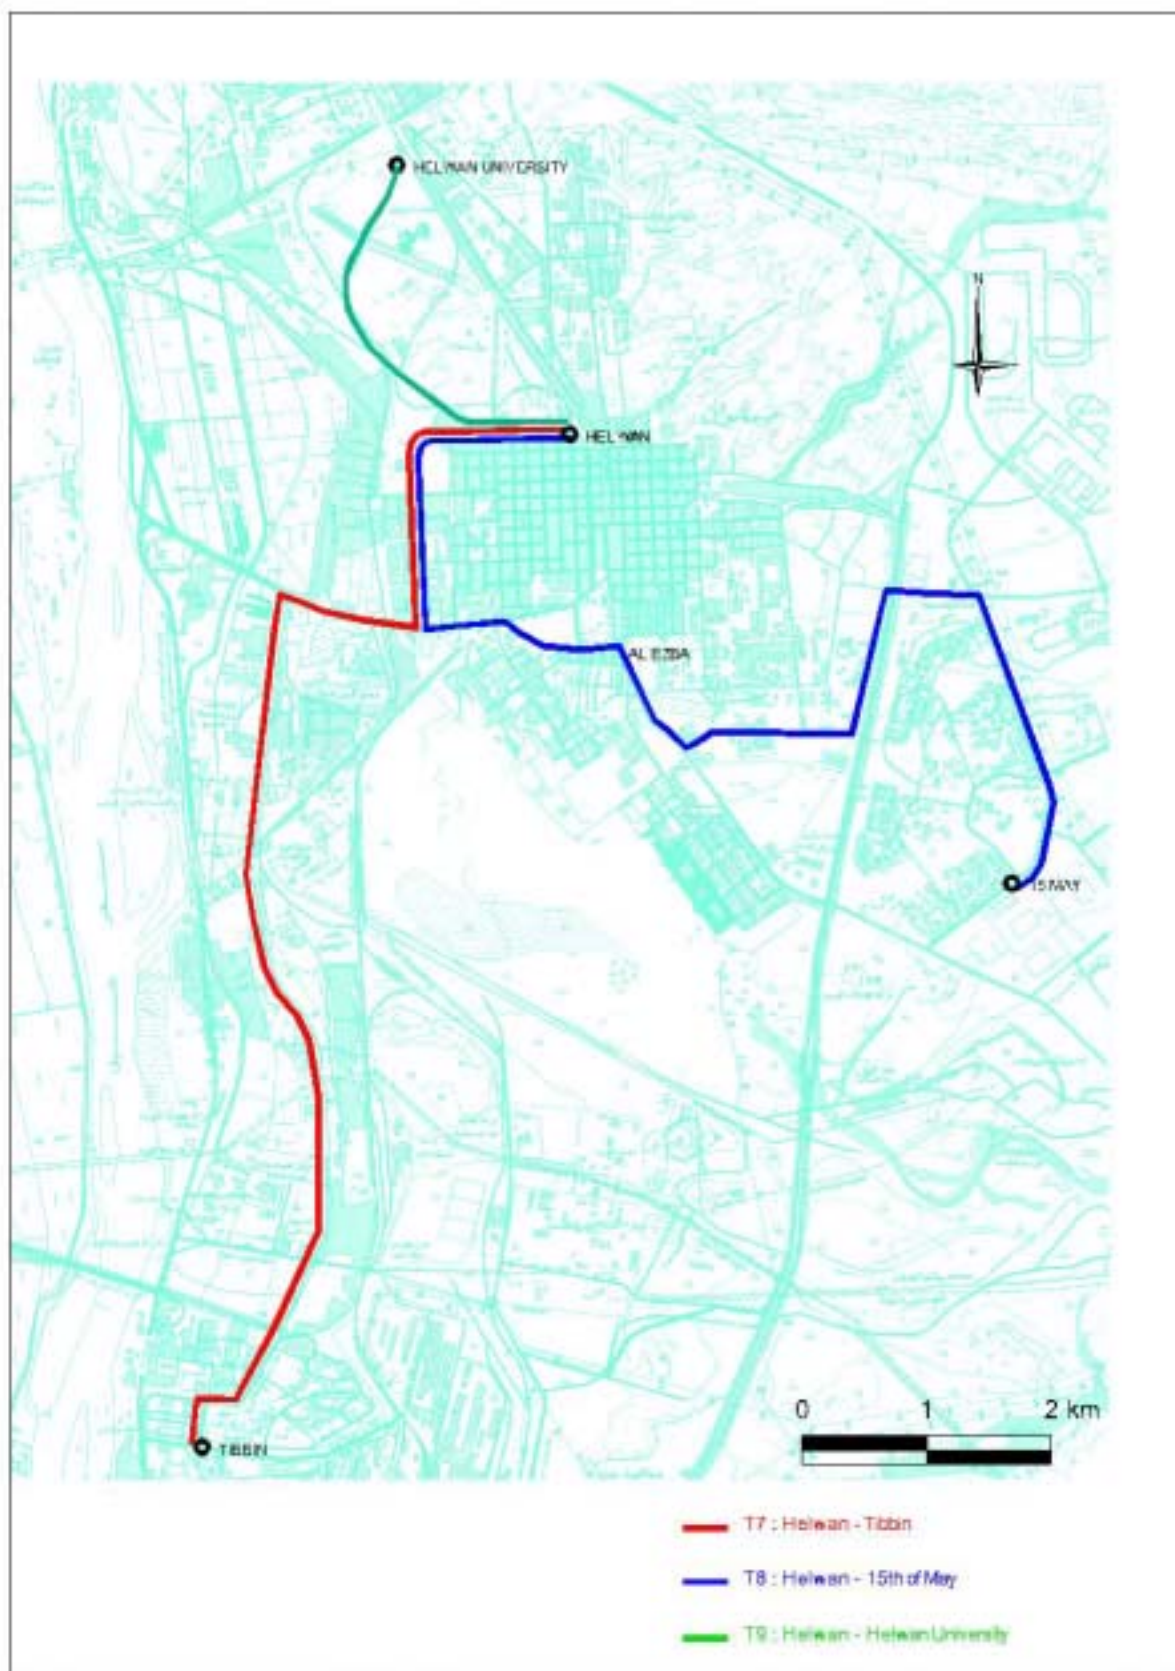 HELWAN UNIVERSITY
N
HELWAN
AL EZBA
15 MAY
TIBBIN
0 1 2 km
T7 : Helwan - Tibbin
T8 : Helwan - 15th of May
T9 : Helwan - Helwan University